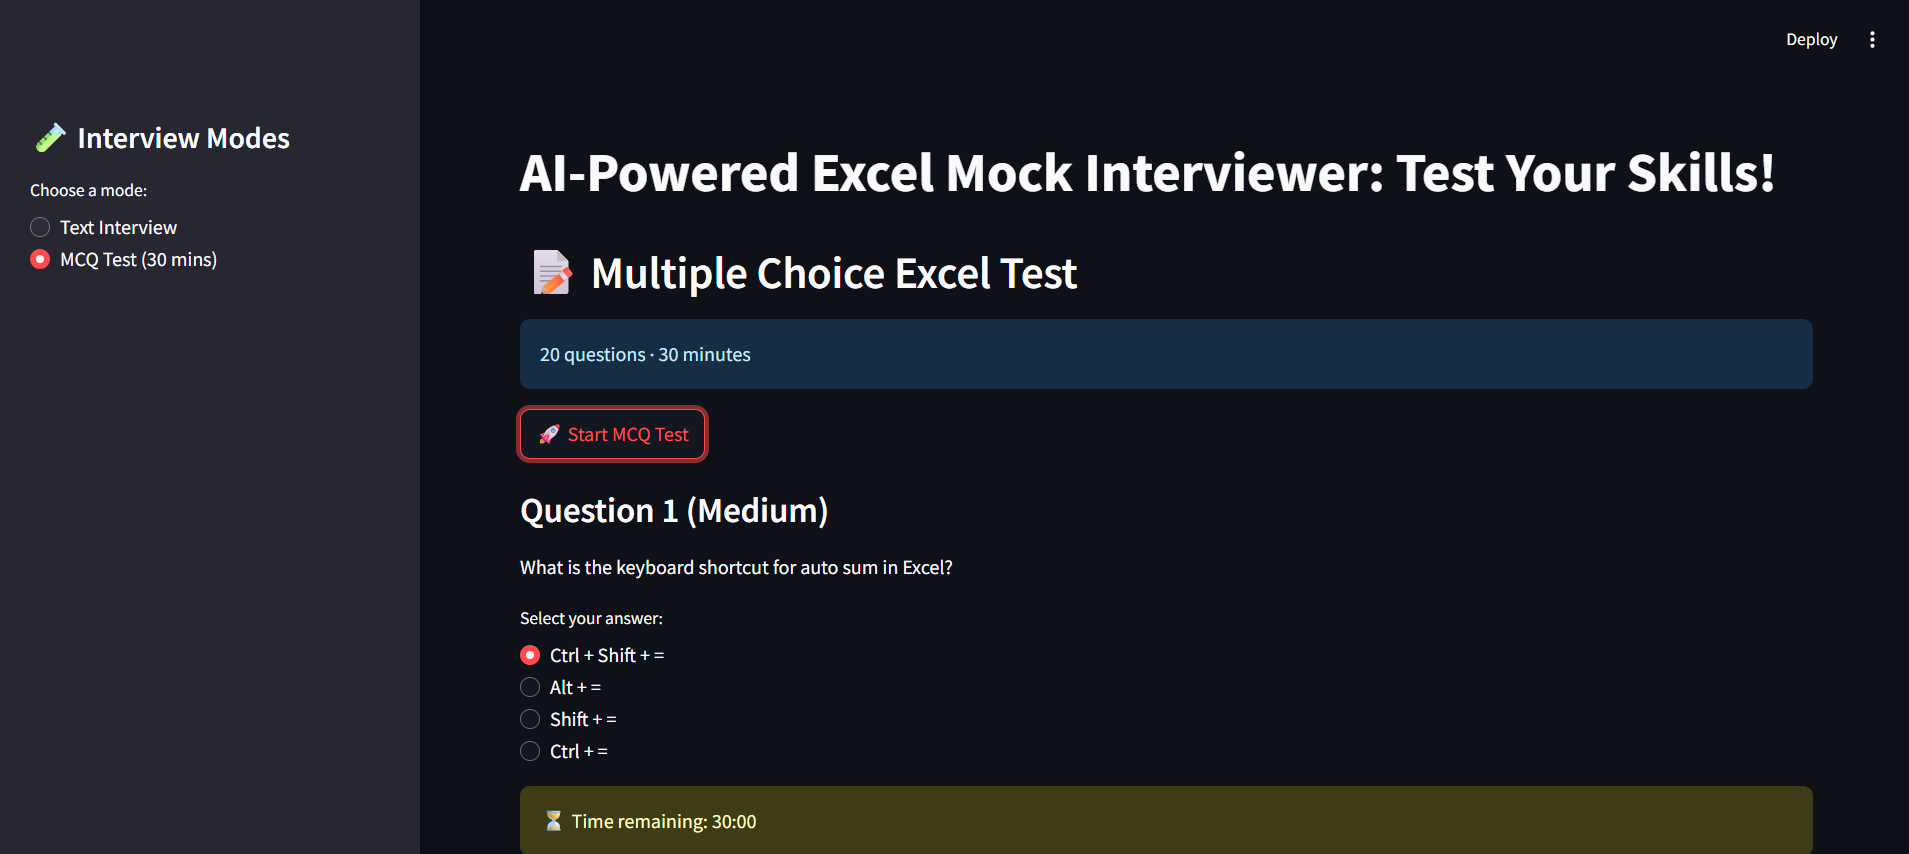 Deploy
Interview Modes
Choose a mode:
Text Interview
MCQ Test (30 mins)
AI-Powered Excel Mock Interviewer: Test Your Skills!
Multiple Choice Excel Test
20 questions · 30 minutes
Start MCQ Test
Question 1 (Medium)
What is the keyboard shortcut for auto sum in Excel?
Select your answer:
Ctrl + Shift + =
Alt + =
Shift + =
Ctrl + =
Time remaining: 30:00